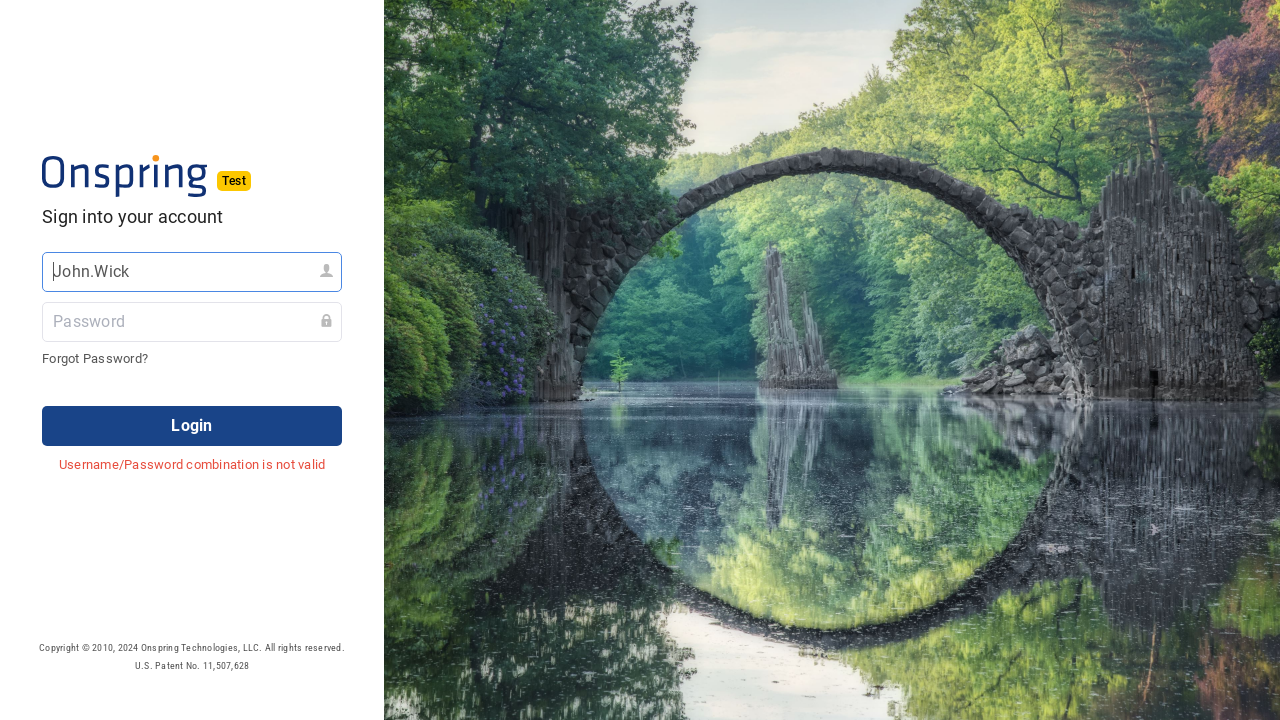 Onspring Test
Sign into your account
John.Wick
Password
Forgot Password?
Login
Username/Password combination is not valid
Copyright © 2010, 2024 Onspring Technologies, LLC. All rights reserved.
U.S. Patent No. 11,507,628